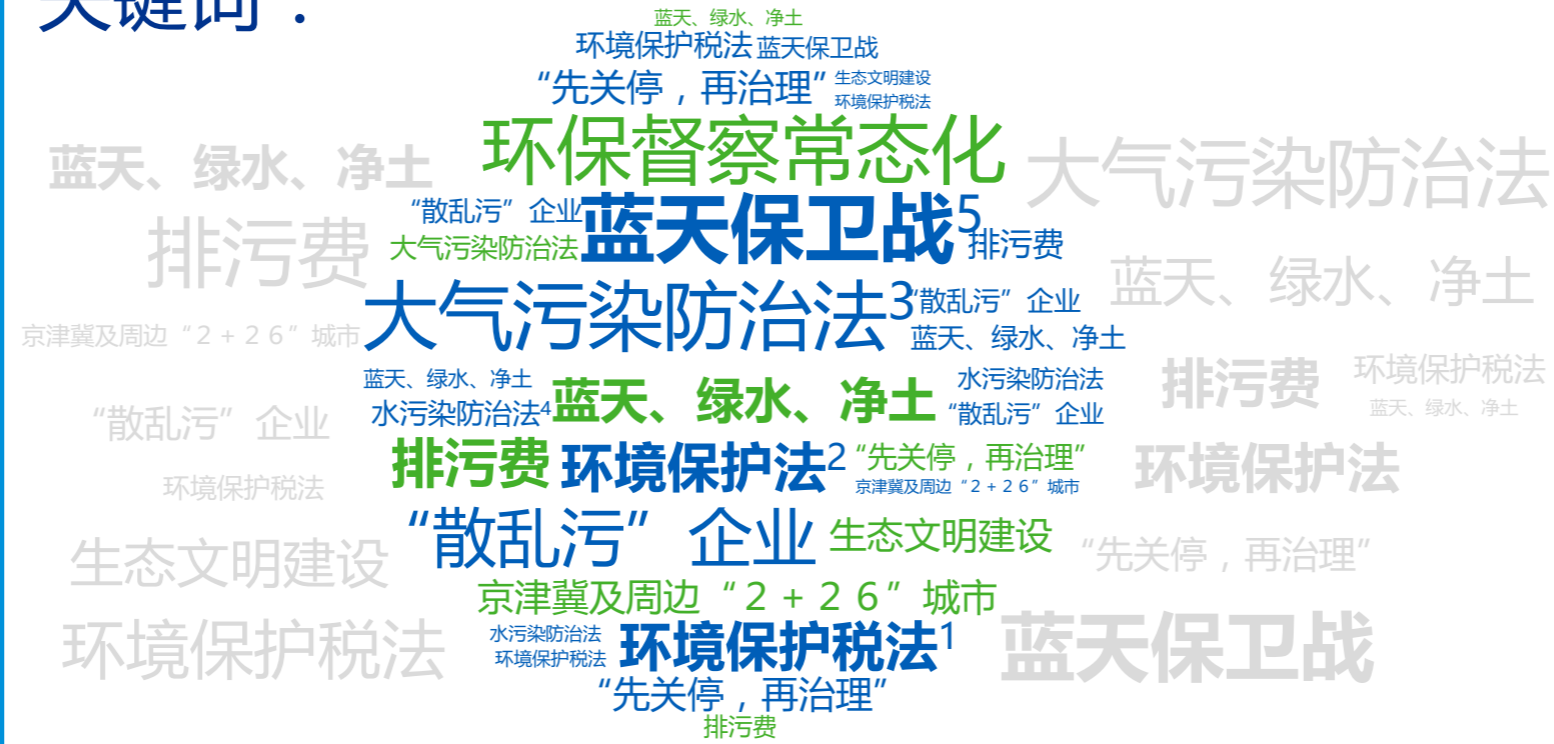 关键词：
蓝天、绿水、净土
环境保护税法 蓝天保卫战
“先关停，再治理” 生态文明建设
环境保护税法
环保督察常态化
蓝天、绿水、净土
大气污染防治法
“散乱污”企业 蓝天保卫战5
大气污染防治法 排污费
排污费
蓝天、绿水、净土
大气污染防治法3 “散乱污”企业
京津冀及周边“2+26”城市 蓝天、绿水、净土
蓝天、绿水、净土 水污染防治法
水污染防治法4 蓝天、绿水、净土 “散乱污”企业
排污费 环境保护税法
蓝天、绿水、净土
“散乱污”企业
排污费 环境保护法2 “先关停，再治理”
京津冀及周边“2+26”城市
环境保护法
环境保护税法
“散乱污”企业 生态文明建设
“先关停，再治理”
生态文明建设
京津冀及周边“2+26”城市
水污染防治法
环境保护税法 环境保护税法1
环境保护税法
蓝天保卫战
“先关停，再治理”
排污费